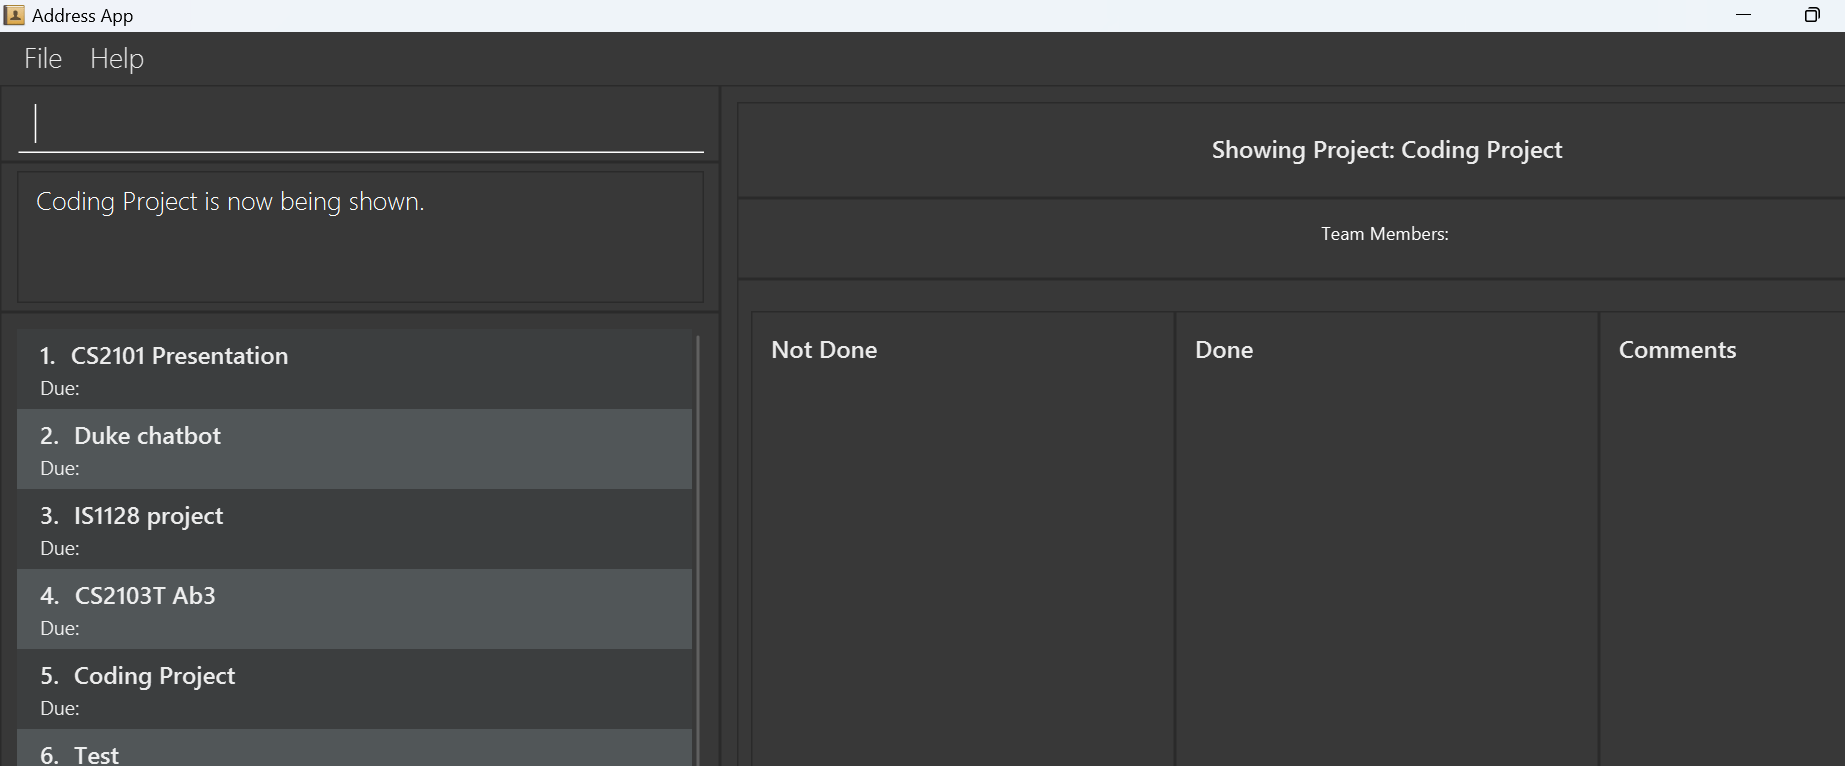 Address App
File Help
Coding Project is now being shown.
1. CS2101 Presentation
Due:
2. Duke chatbot
Due:
3. IS1128 project
Due:
4. CS2103T Ab3
Due:
5. Coding Project
Due:
6. Test
Showing Project: Coding Project
Team Members:
Not Done
Done
Comments